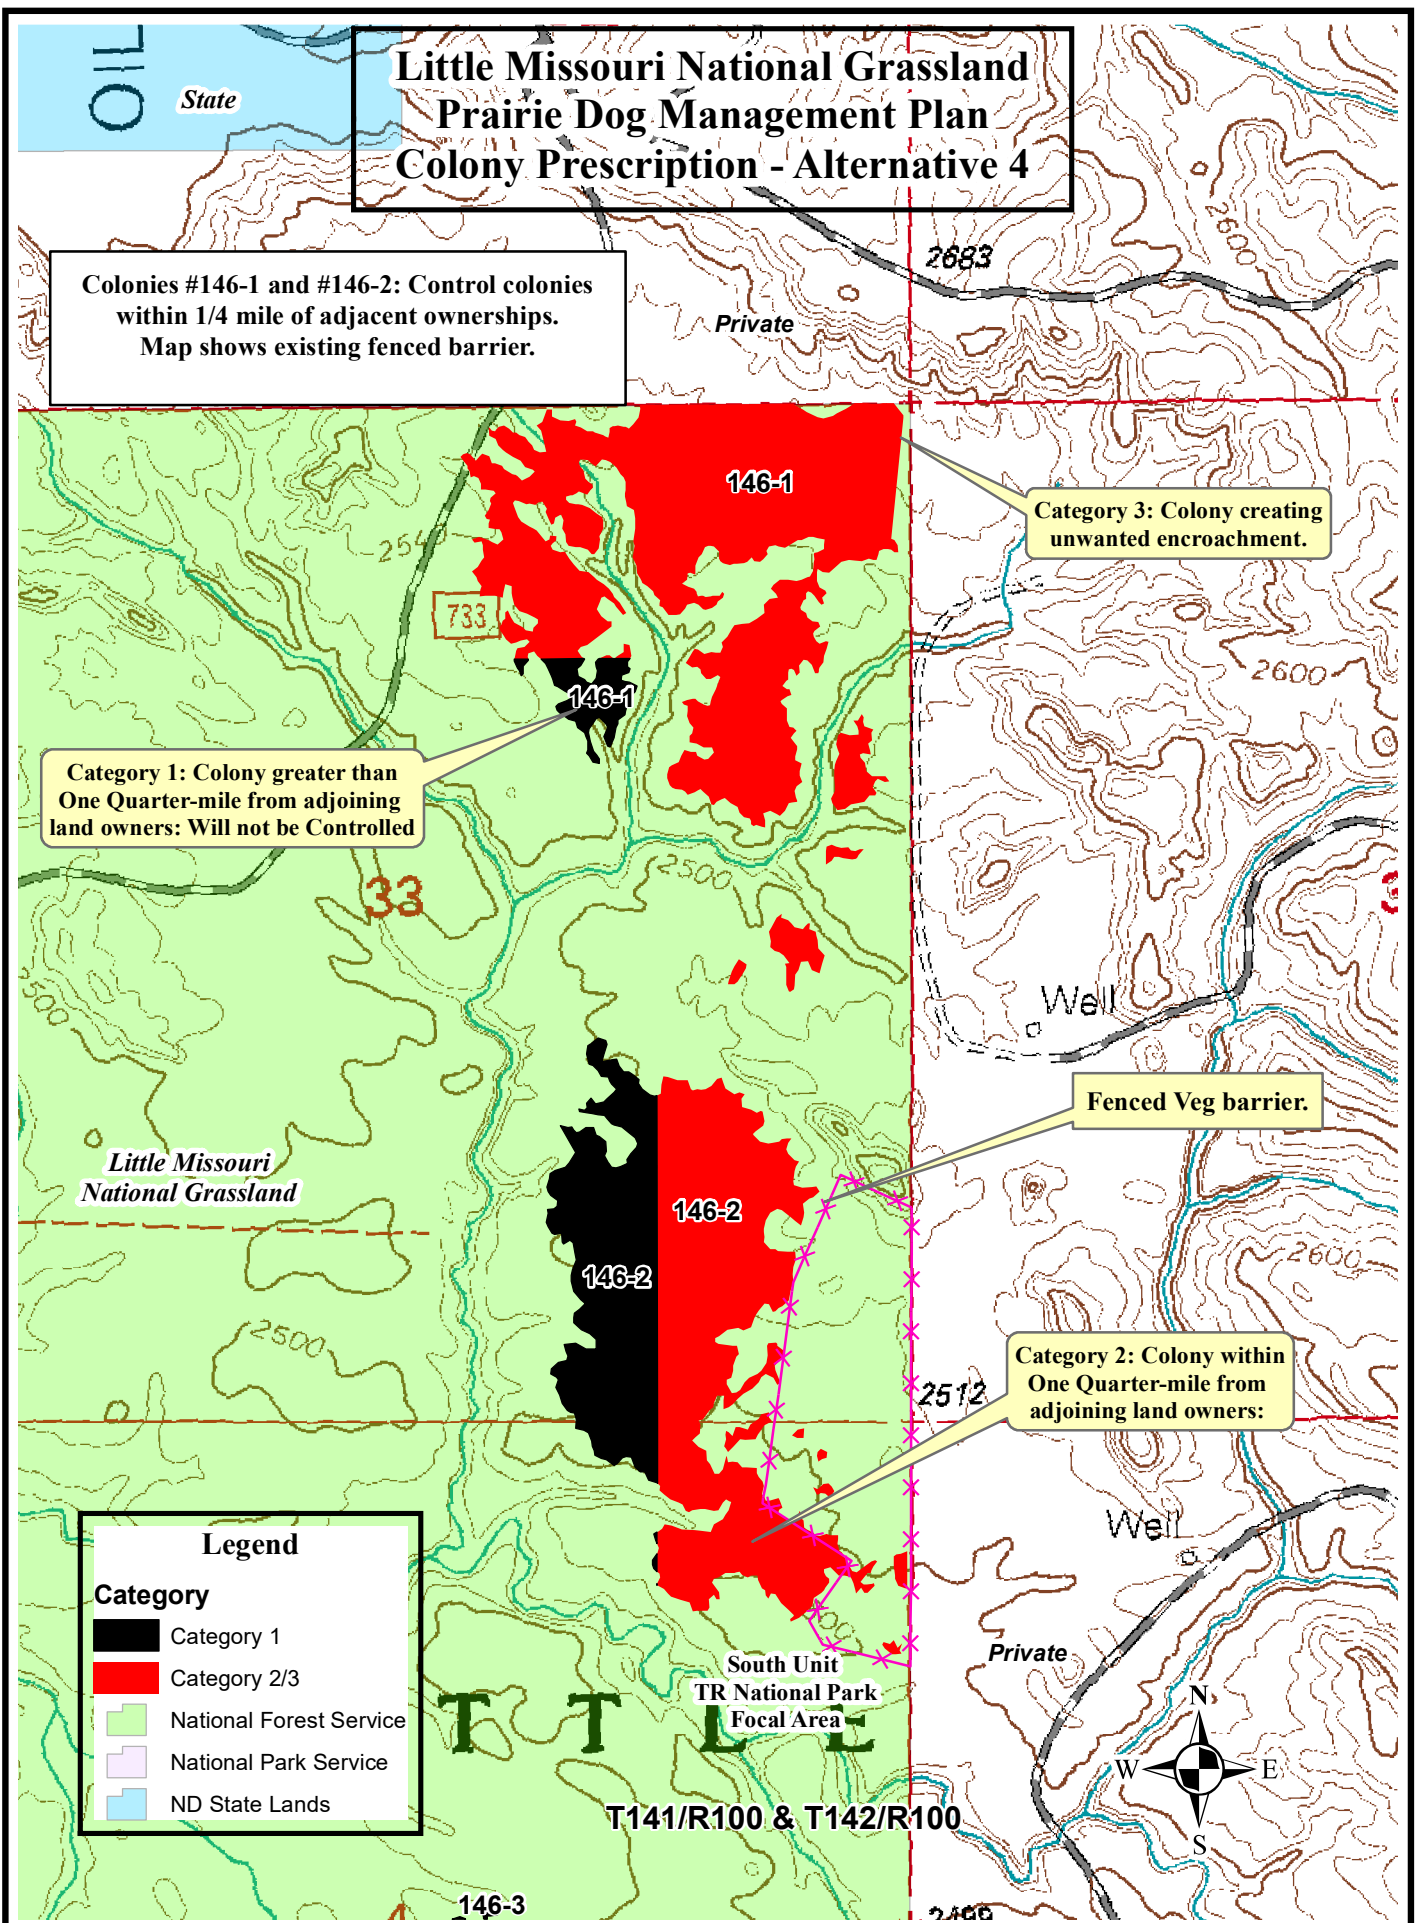 OIL
State
Little Missouri National Grassland
Prairie Dog Management Plan
Colony Prescription - Alternative 4
2600
2683
Colonies #146-1 and #146-2: Control colonies
within 1/4 mile of adjacent ownerships.
Map shows existing fenced barrier.
Private
146-1
Category 3: Colony creating
unwanted encroachment.
733
2600
146-1
Category 1: Colony greater than
One Quarter-mile from adjoining
land owners: Will not be Controlled
2500
33
3
500
Well
Fenced Veg barrier.
Little Missouri
National Grassland
146-2
2600
146-2
2500
Category 2: Colony within
One Quarter-mile from
adjoining land owners:
2512
Well
Legend
Category
Category 1
Category 2/3
National Forest Service
National Park Service
ND State Lands
Private
South Unit
TR National Park
Focal Area
T T L E
N
W E
S
T141/R100 & T142/R100
146-3
2499